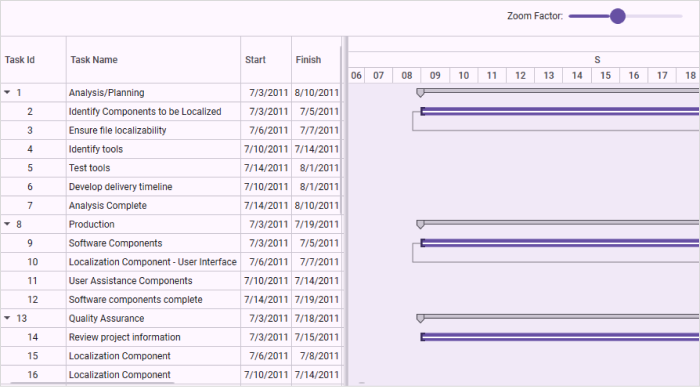 Zoom Factor:
Task Id Task Name Start Finish
S
06 07 08 09 10 11 12 13 14 15 16 17 18
1 Analysis/Planning 7/3/2011 8/10/2011
2 Identify Components to be Localized 7/3/2011 7/5/2011
3 Ensure file localizability 7/6/2011 7/7/2011
4 Identify tools 7/10/2011 7/14/2011
5 Test tools 7/14/2011 8/1/2011
6 Develop delivery timeline 7/10/2011 8/1/2011
7 Analysis Complete 7/14/2011 8/10/2011
8 Production 7/3/2011 7/19/2011
9 Software Components 7/3/2011 7/5/2011
10 Localization Component - User Interface 7/6/2011 7/7/2011
11 User Assistance Components 7/10/2011 7/14/2011
12 Software components complete 7/14/2011 7/19/2011
13 Quality Assurance 7/3/2011 7/18/2011
14 Review project information 7/3/2011 7/15/2011
15 Localization Component 7/6/2011 7/8/2011
16 Localization Component 7/10/2011 7/14/2011